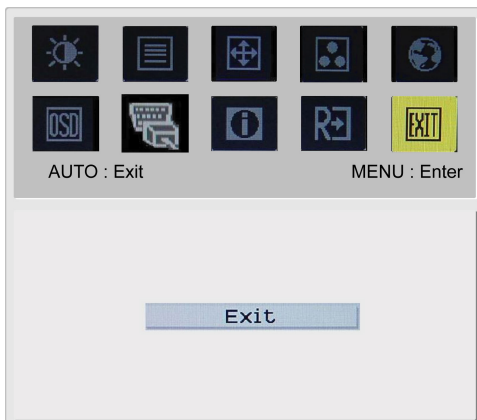 OSD
i
R
EXIT
AUTO : Exit
MENU : Enter
Exit